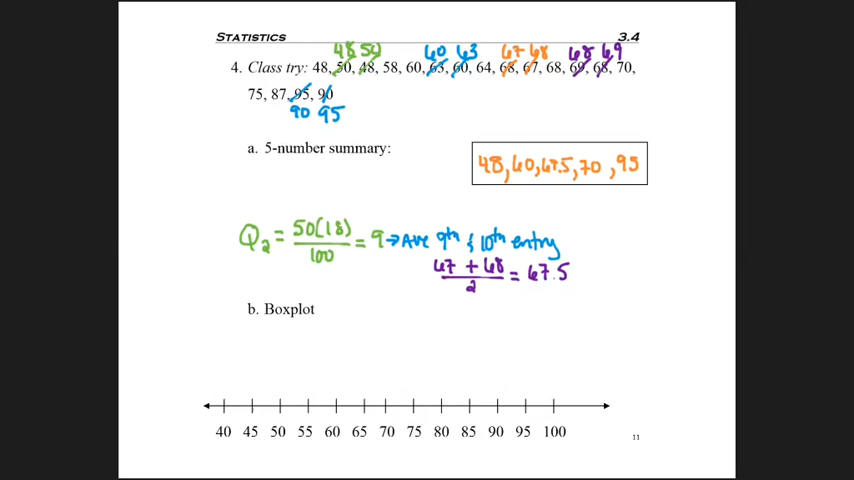 STATISTICS 3.4
48 50 60 63 67 68 68 69
4. Class try: 48, 50, 48, 58, 60, 63, 60, 64, 68, 67, 68, 69, 68, 70,
75, 87, 95, 90
90 95
a. 5-number summary:
48, 60, 67.5, 70, 95
Q2 = 50(18)/100 = 9 → Ave 9th & 10th entry
67 + 68/2 = 67.5
b. Boxplot
40 45 50 55 60 65 70 75 80 85 90 95 100
11